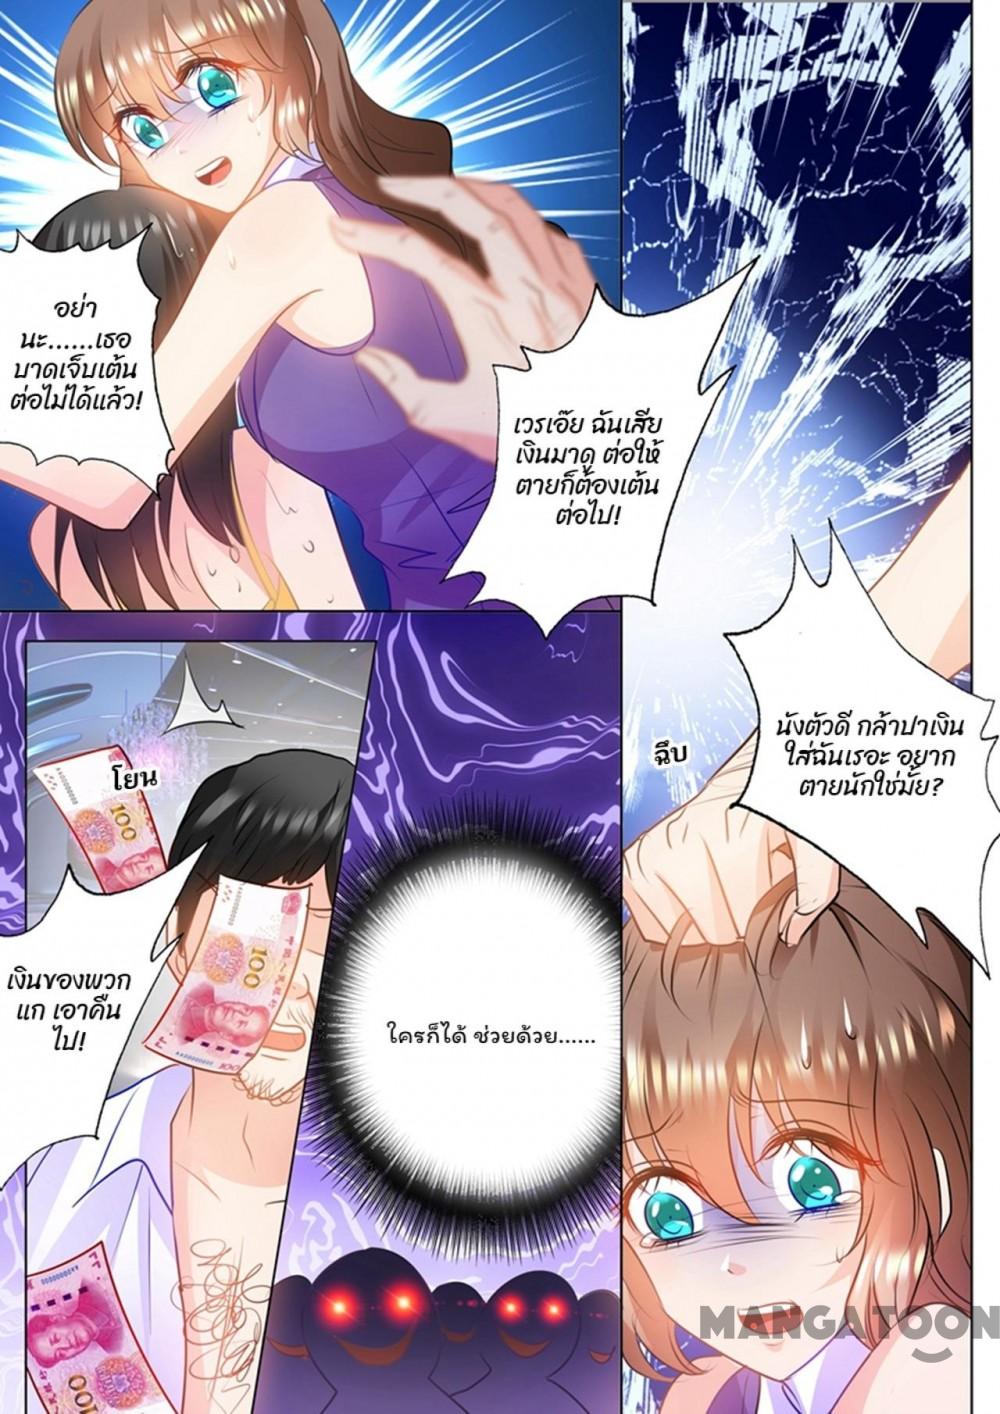 อย่า
นะ......เธอ
บาดเจ็บเต้น
ต่อไม่ได้แล้ว!
เวรเอ๊ย ฉันเสีย
เงินมาดู ต่อให้
ตายก็ต้องเต้น
ต่อไป!
โยน
เงินของพวก
แก เอาคืน
ไป!
100
100
100
ฉึบ
นังตัวดี กล้าปาเงิน
ใส่ฉันเรอะ อยาก
ตายนักใช่มั้ย?
ใครก็ได้ ช่วยด้วย......
MANGATOON